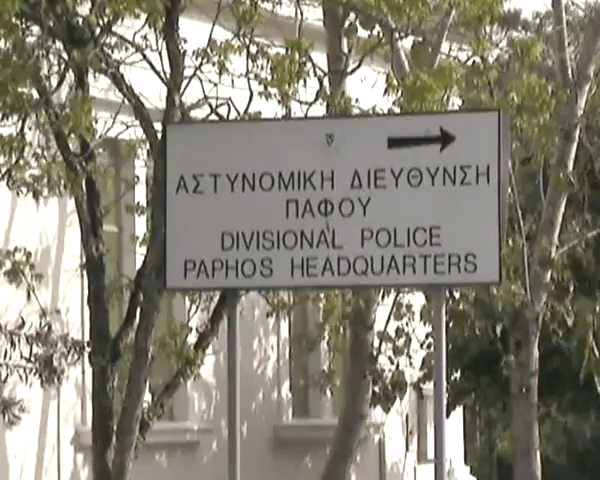 ΑΣΤΥΝΟΜΙΚΗ ΔΙΕΥΘΥΝΣΗ
ΠΑΦΟΥ
DIVISIONAL POLICE
PAPHOS HEADQUARTERS